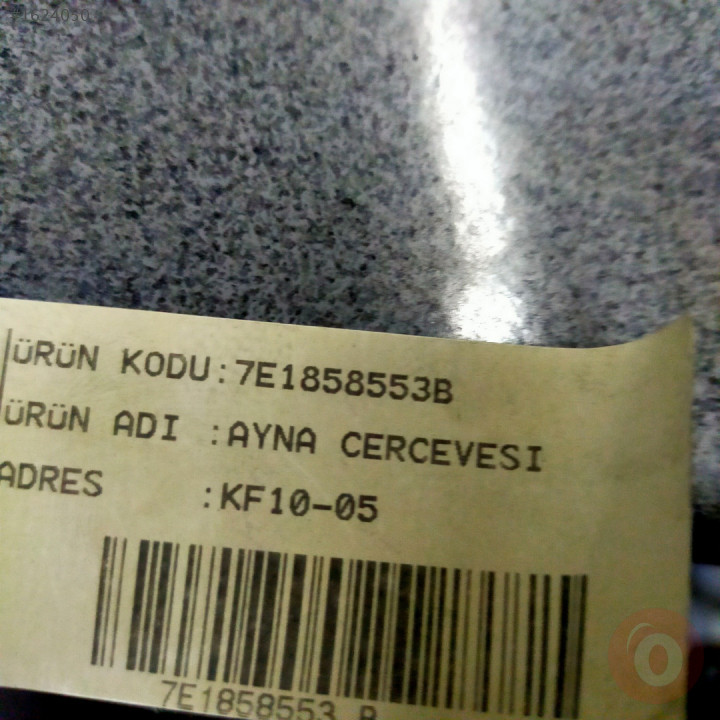 ÜRÜN KODU:7E1858553B
ÜRÜN ADI :AYNA CERCEVESI
ADRES :KF10-05
7E1858553 B